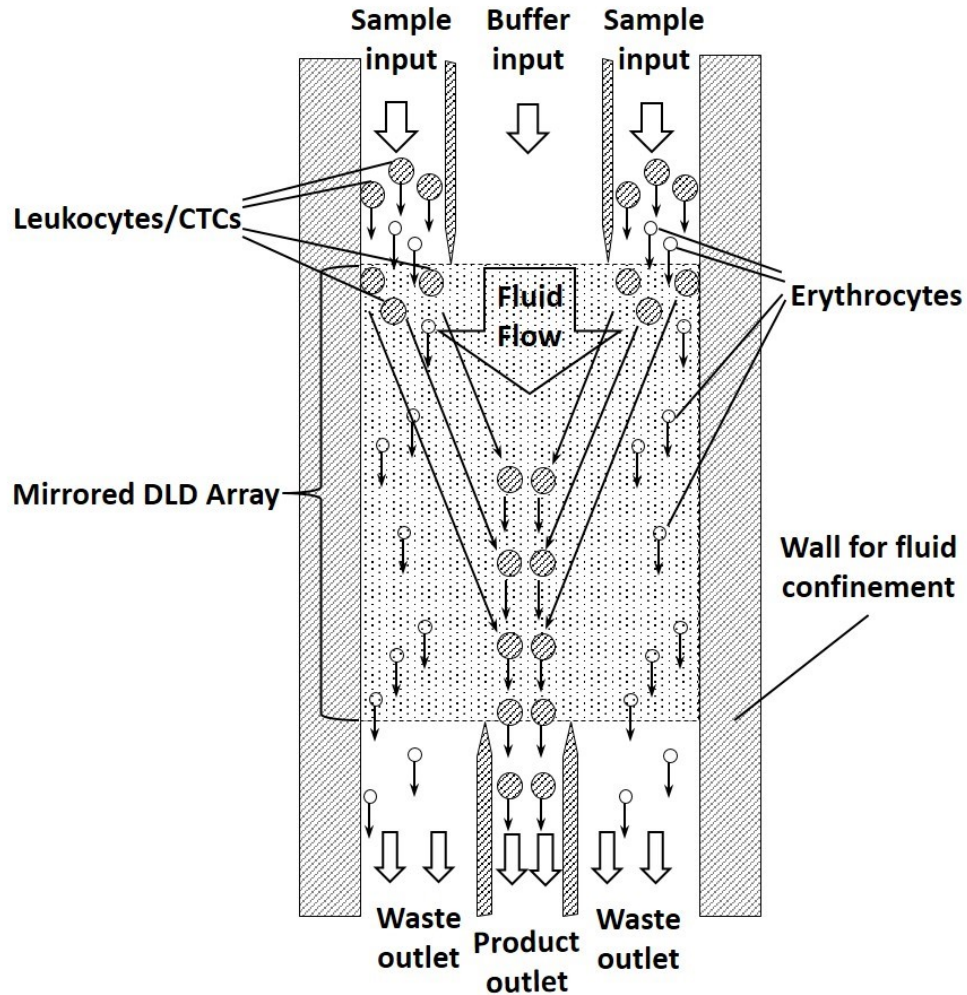 Sample
input
Buffer
input
Sample
input
Leukocytes/CTCs
Fluid
Flow
Erythrocytes
Mirrored DLD Array
Wall for fluid
confinement
Waste
outlet
Product
outlet
Waste
outlet